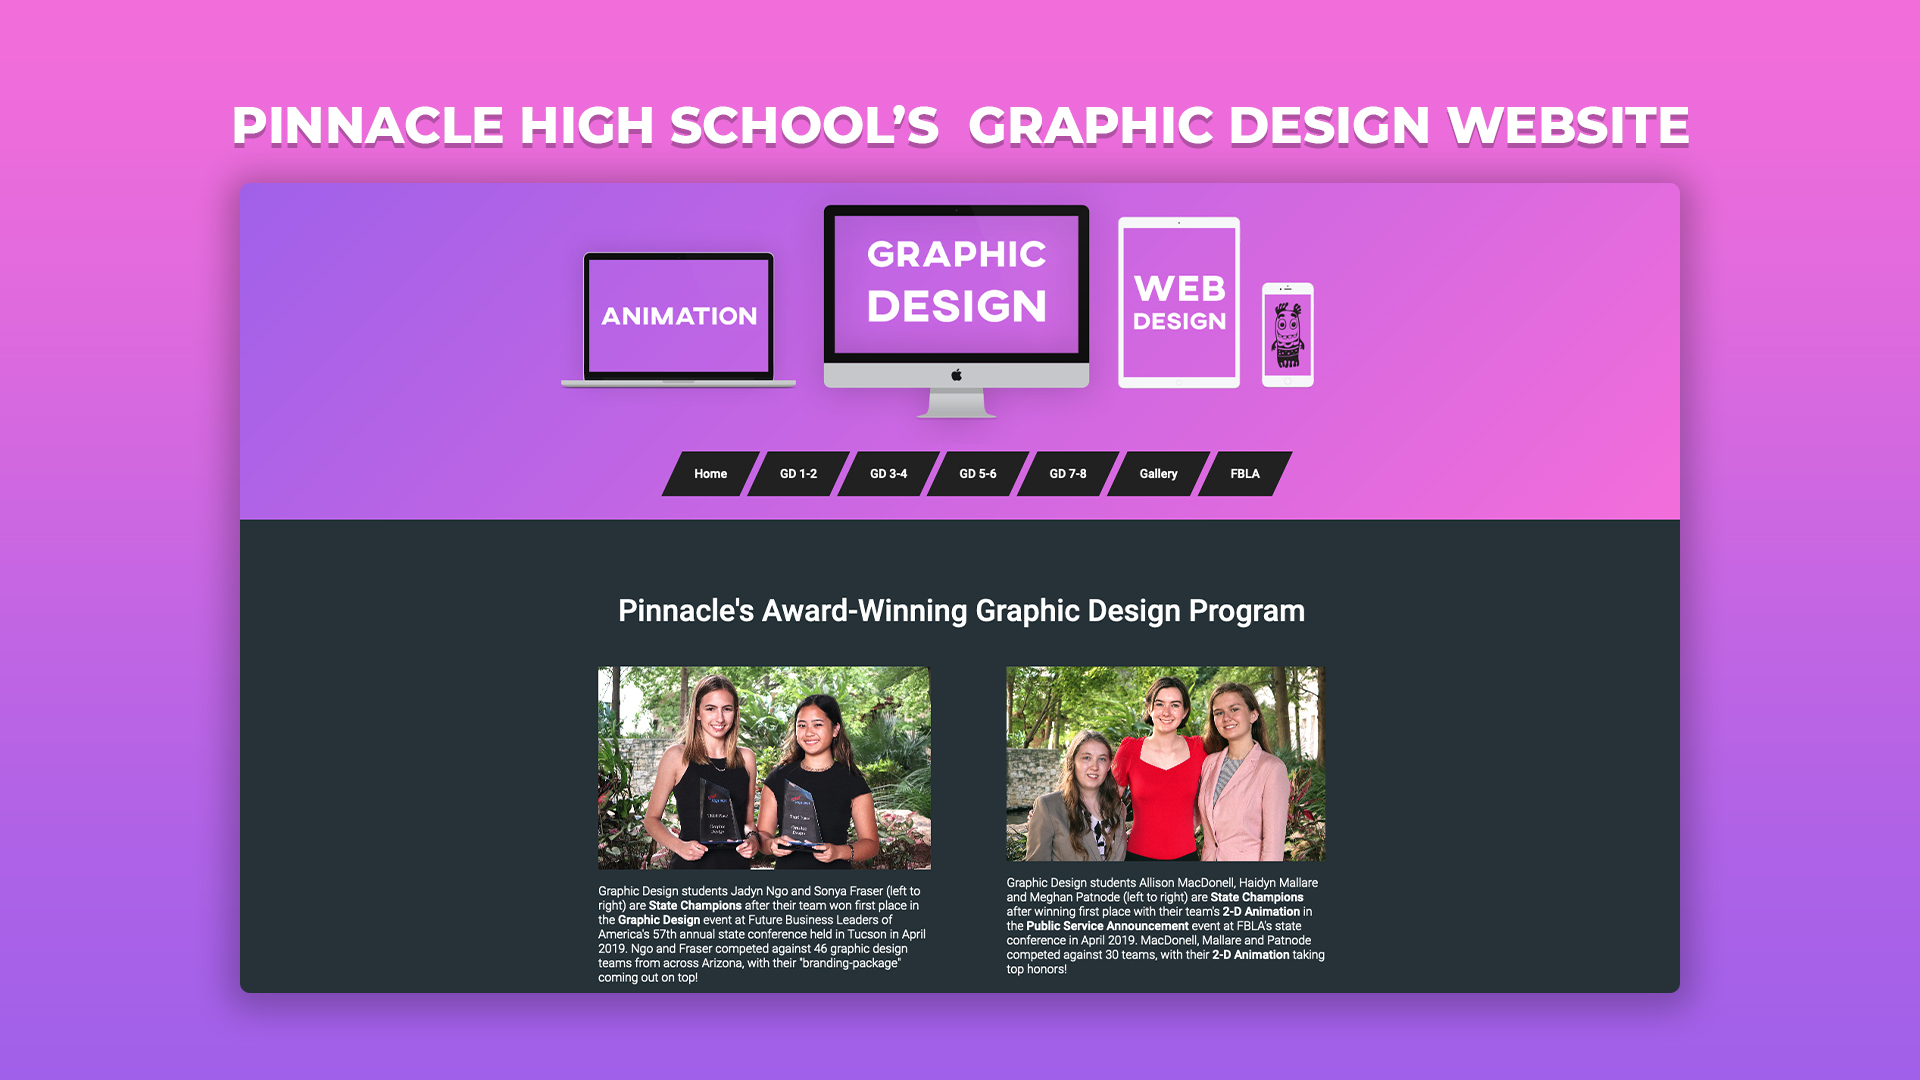 PINNACLE HIGH SCHOOL’S GRAPHIC DESIGN WEBSITE
ANIMATION
GRAPHIC
DESIGN
WEB
DESIGN
Home
GD 1-2
GD 3-4
GD 5-6
GD 7-8
Gallery
FBLA
Pinnacle's Award-Winning Graphic Design Program
Graphic Design students Jadyn Ngo and Sonya Fraser (left to
right) are State Champions after their team won first place in
the Graphic Design event at Future Business Leaders of
America's 57th annual state conference held in Tucson in April
2019. Ngo and Fraser competed against 46 graphic design
teams from across Arizona, with their "branding-package"
coming out on top!
Graphic Design students Allison MacDonell, Haidyn Mallare
and Meghan Patnode (left to right) are State Champions
after winning first place with their team's 2-D Animation in
the Public Service Announcement event at FBLA's state
conference in April 2019. MacDonell, Mallare and Patnode
competed against 30 teams, with their 2-D Animation taking
top honors!